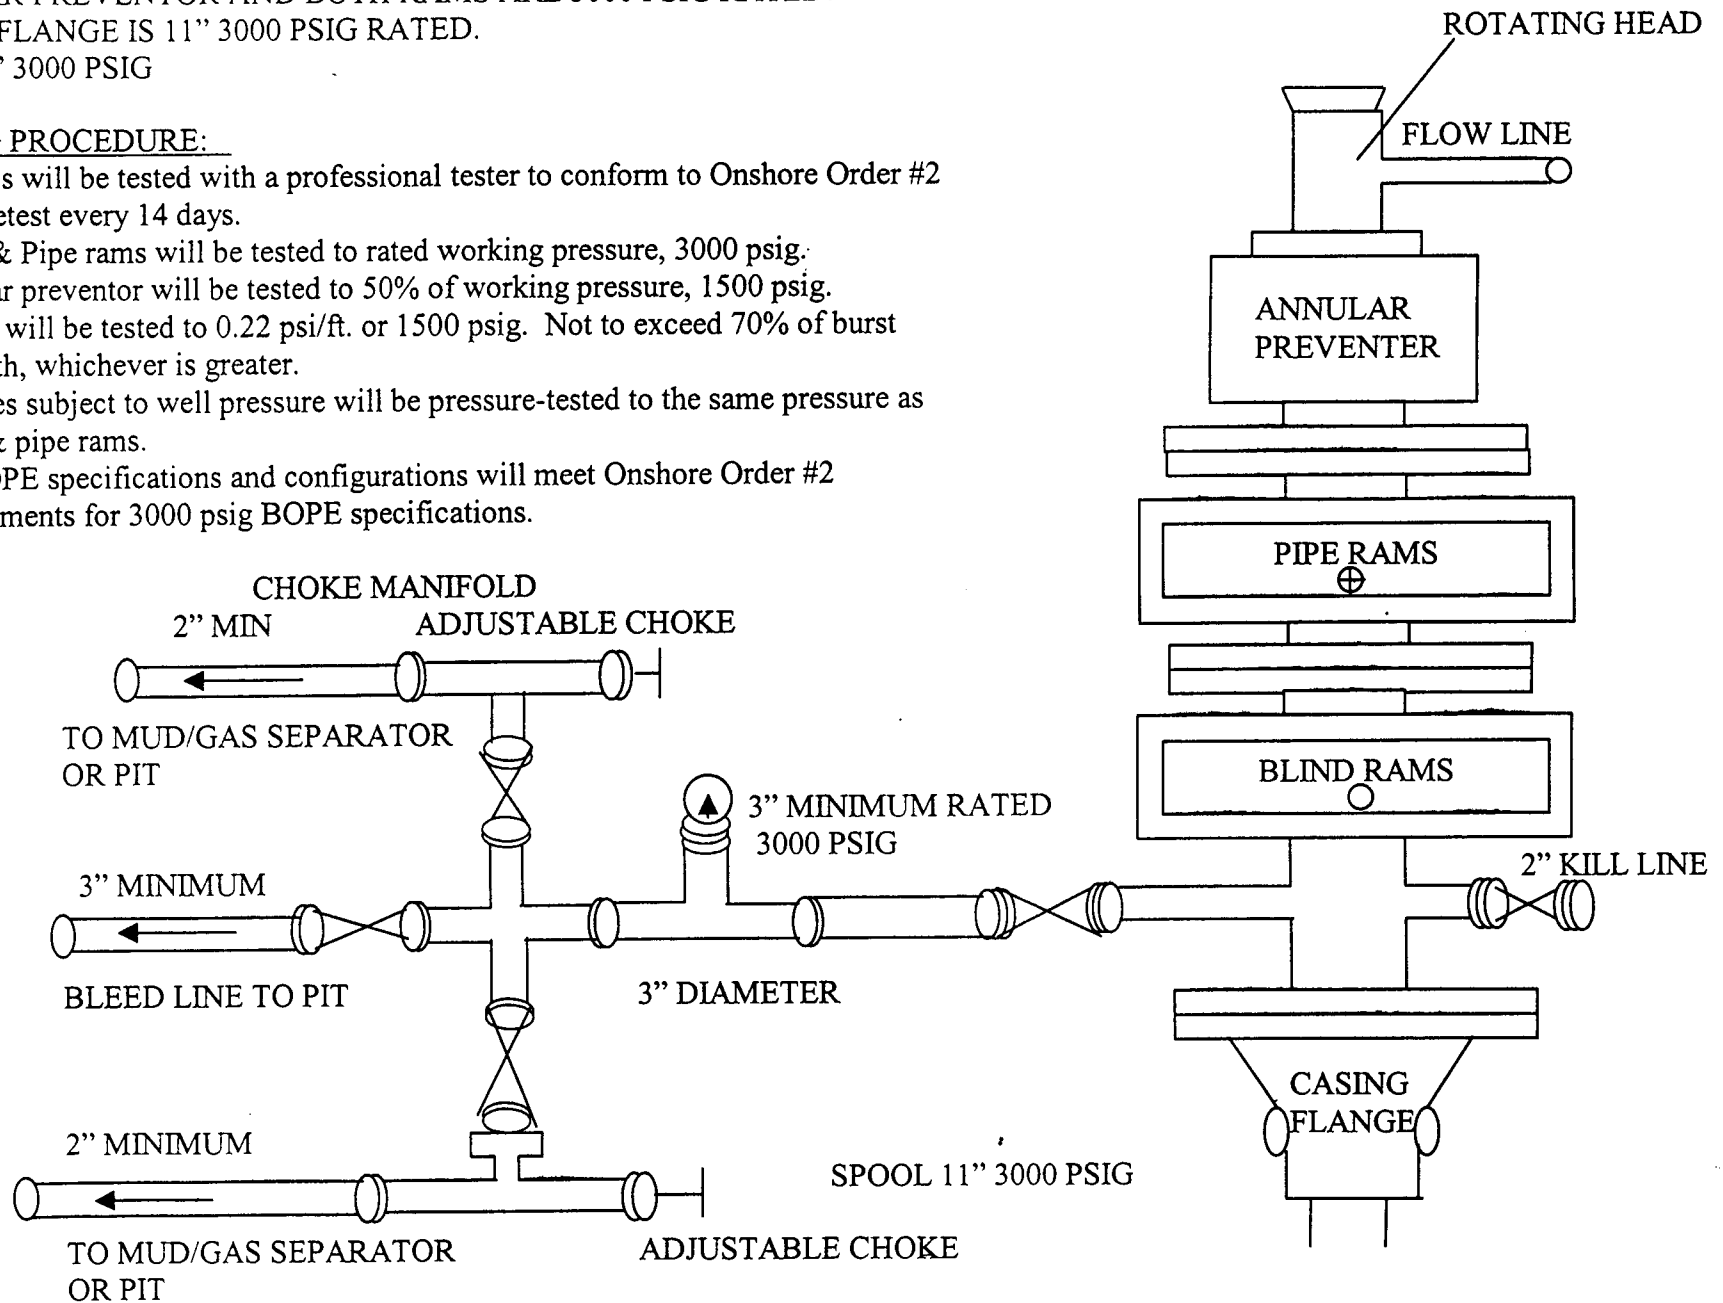 FLANGE IS 11” 3000 PSIG RATED.
3000 PSIG
PROCEDURE:
will be tested with a professional tester to conform to Onshore Order #2
every 14 days.
& Pipe rams will be tested to rated working pressure, 3000 psig.
preventor will be tested to 50% of working pressure, 1500 psig.
will be tested to 0.22 psi/ft. or 1500 psig. Not to exceed 70% of burst
whichever is greater.
subject to well pressure will be pressure-tested to the same pressure as
pipe rams.
specifications and configurations will meet Onshore Order #2
for 3000 psig BOPE specifications.
ROTATING HEAD
FLOW LINE
ANNULAR
PREVENTER
PIPE RAMS
BLIND RAMS
2” KILL LINE
CASING
FLANGE
CHOKE MANIFOLD
2” MIN
ADJUSTABLE CHOKE
TO MUD/GAS SEPARATOR
OR PIT
3” MINIMUM RATED
3000 PSIG
3” MINIMUM
BLEED LINE TO PIT
3” DIAMETER
2” MINIMUM
SPOOL 11” 3000 PSIG
TO MUD/GAS SEPARATOR
OR PIT
ADJUSTABLE CHOKE